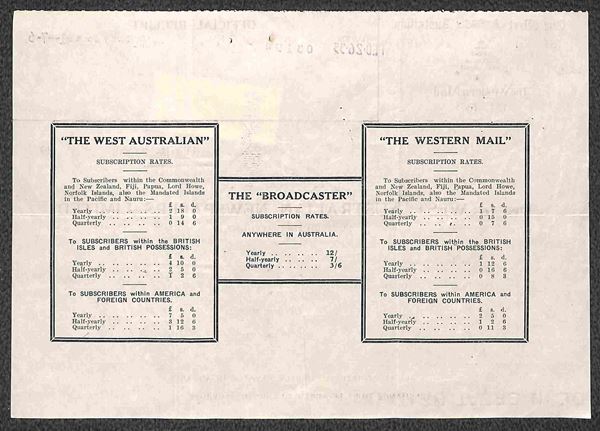 "THE WEST AUSTRALIAN"
SUBSCRIPTION RATES.
To Subscribers within the Commonwealth
and New Zealand, Fiji, Papua, Lord Howe,
Norfolk Islands, also the Mandated Islands
in the Pacific and Nauru:—
£ s. d.
Yearly .. .. .. .. .. 2 18 0
Half-yearly .. .. .. .. 1 9 0
Quarterly .. .. .. .. 0 14 6
To SUBSCRIBERS within the BRITISH
ISLES and BRITISH POSSESSIONS:
£ s. d.
Yearly .. .. .. .. .. 4 10 0
Half-yearly .. .. .. .. 2 5 0
Quarterly .. .. .. .. 1 2 6
To SUBSCRIBERS within AMERICA and
FOREIGN COUNTRIES.
£ s. d.
Yearly .. .. .. .. .. 7 5 0
Half-yearly .. .. .. .. 3 12 6
Quarterly .. .. .. .. 1 16 3
THE "BROADCASTER"
SUBSCRIPTION RATES.
ANYWHERE IN AUSTRALIA.
Yearly .. .. .. .. 12/
Half-yearly .. .. .. 7/
Quarterly .. .. .. .. 3/6
"THE WESTERN MAIL"
SUBSCRIPTION RATES.
To Subscribers within the Commonwealth
and New Zealand, Fiji, Papua, Lord Howe,
Norfolk Islands, also the Mandated Islands
in the Pacific and Nauru:—
£ s. d.
Yearly .. .. .. .. .. 1 7 6
Half-yearly .. .. .. .. 0 15 0
Quarterly .. .. .. .. 0 7 6
To SUBSCRIBERS within the BRITISH
ISLES and BRITISH POSSESSIONS:
£ s. d.
Yearly .. .. .. .. .. 1 12 6
Half-yearly .. .. .. .. 0 16 6
Quarterly .. .. .. .. 0 8 3
To SUBSCRIBERS within AMERICA and
FOREIGN COUNTRIES.
£ s. d.
Yearly .. .. .. .. .. 2 5 0
Half-yearly .. .. .. .. 1 2 6
Quarterly .. .. .. .. 0 11 3